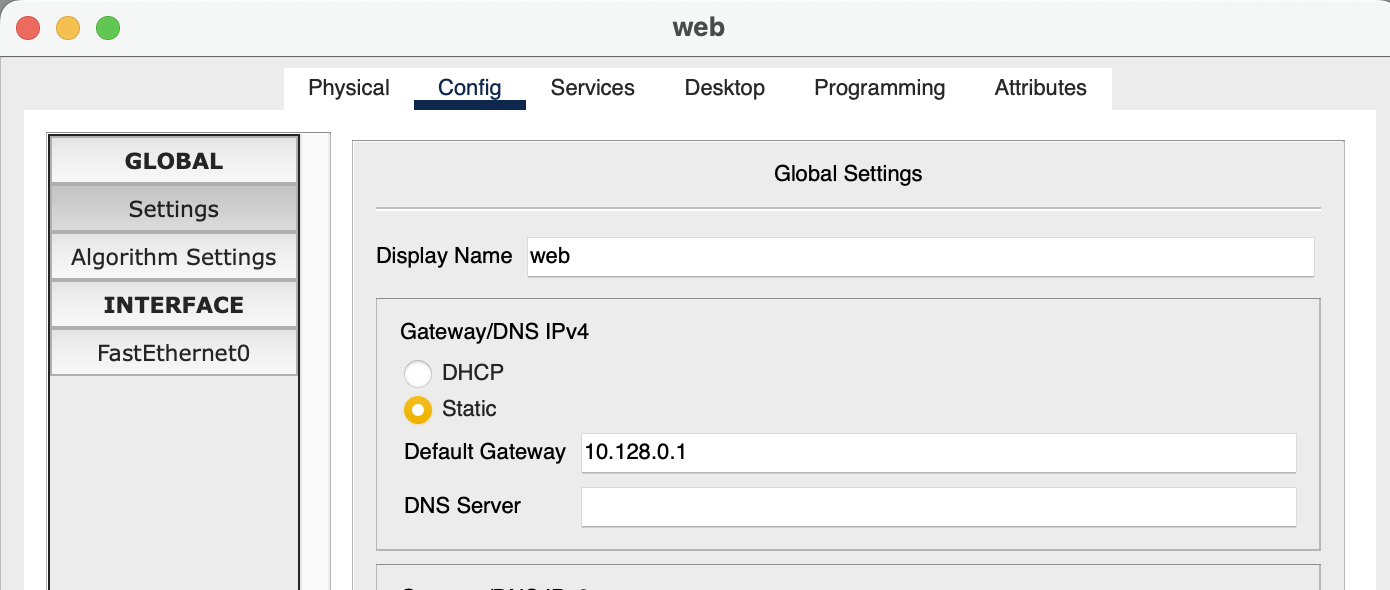 web
Physical Config Services Desktop Programming Attributes
GLOBAL
Settings
Algorithm Settings
INTERFACE
FastEthernet0
Global Settings
Display Name web
Gateway/DNS IPv4
DHCP
Static
Default Gateway 10.128.0.1
DNS Server